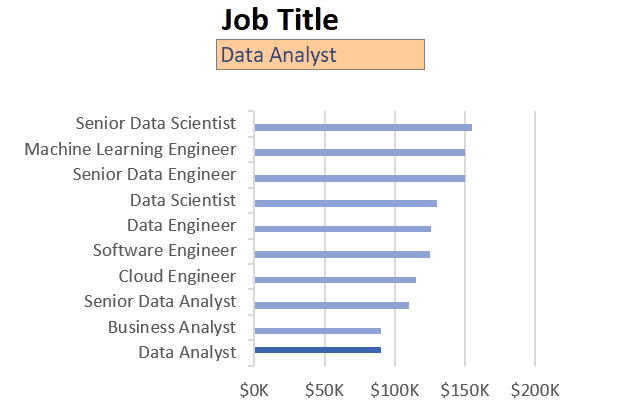 Job Title
Data Analyst
Senior Data Scientist
Machine Learning Engineer
Senior Data Engineer
Data Scientist
Data Engineer
Software Engineer
Cloud Engineer
Senior Data Analyst
Business Analyst
Data Analyst
$0K $50K $100K $150K $200K